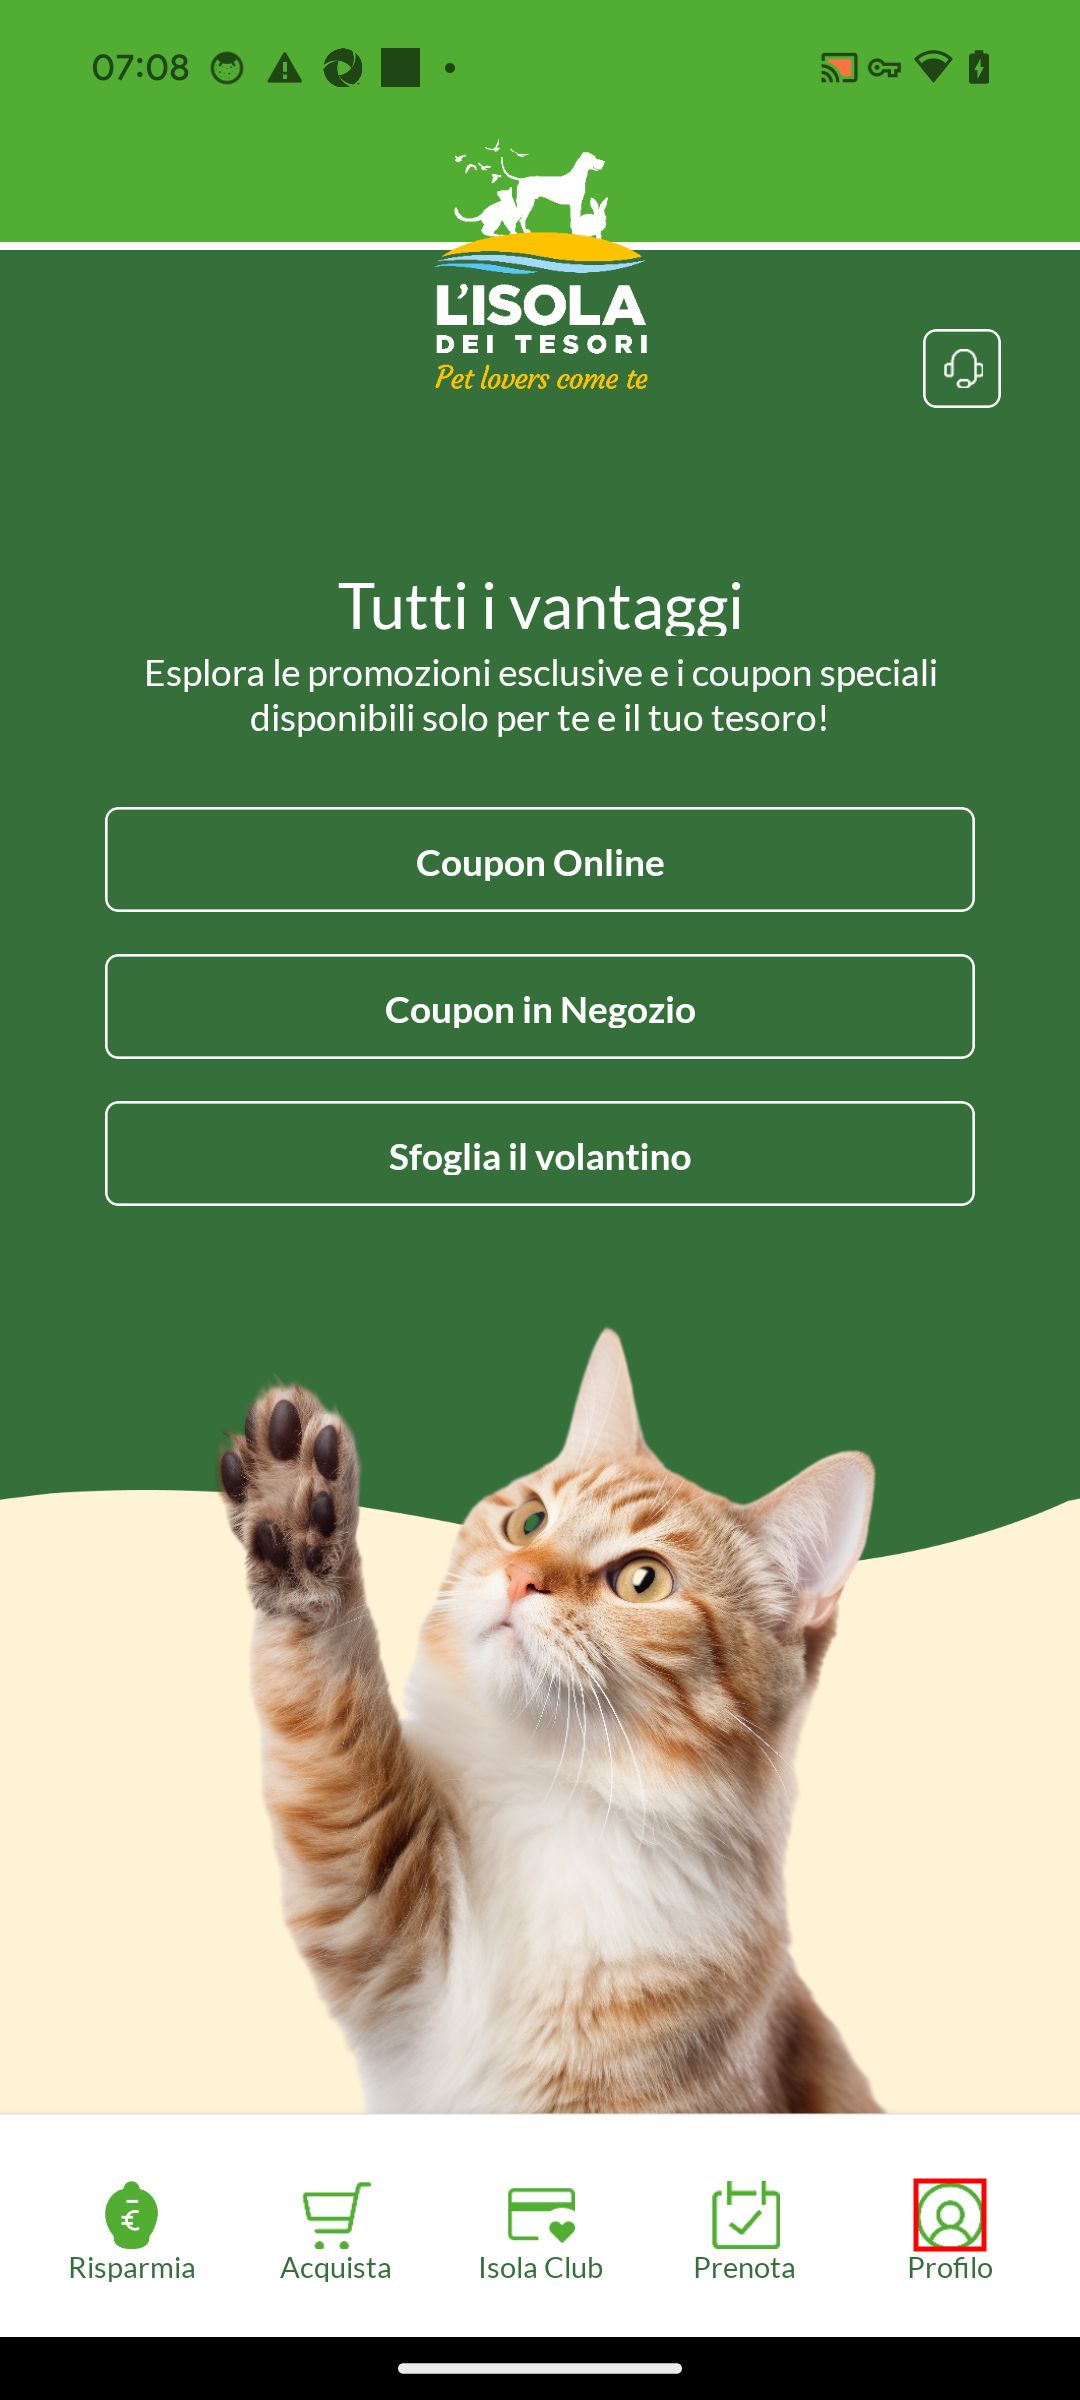 07:08
L'ISOLA
DEI TESORI
Pet lovers come te
Tutti i vantaggi
Esplora le promozioni esclusive e i coupon speciali
disponibili solo per te e il tuo tesoro!
Coupon Online
Coupon in Negozio
Sfoglia il volantino
Risparmia
Acquista
Isola Club
Prenota
Profilo